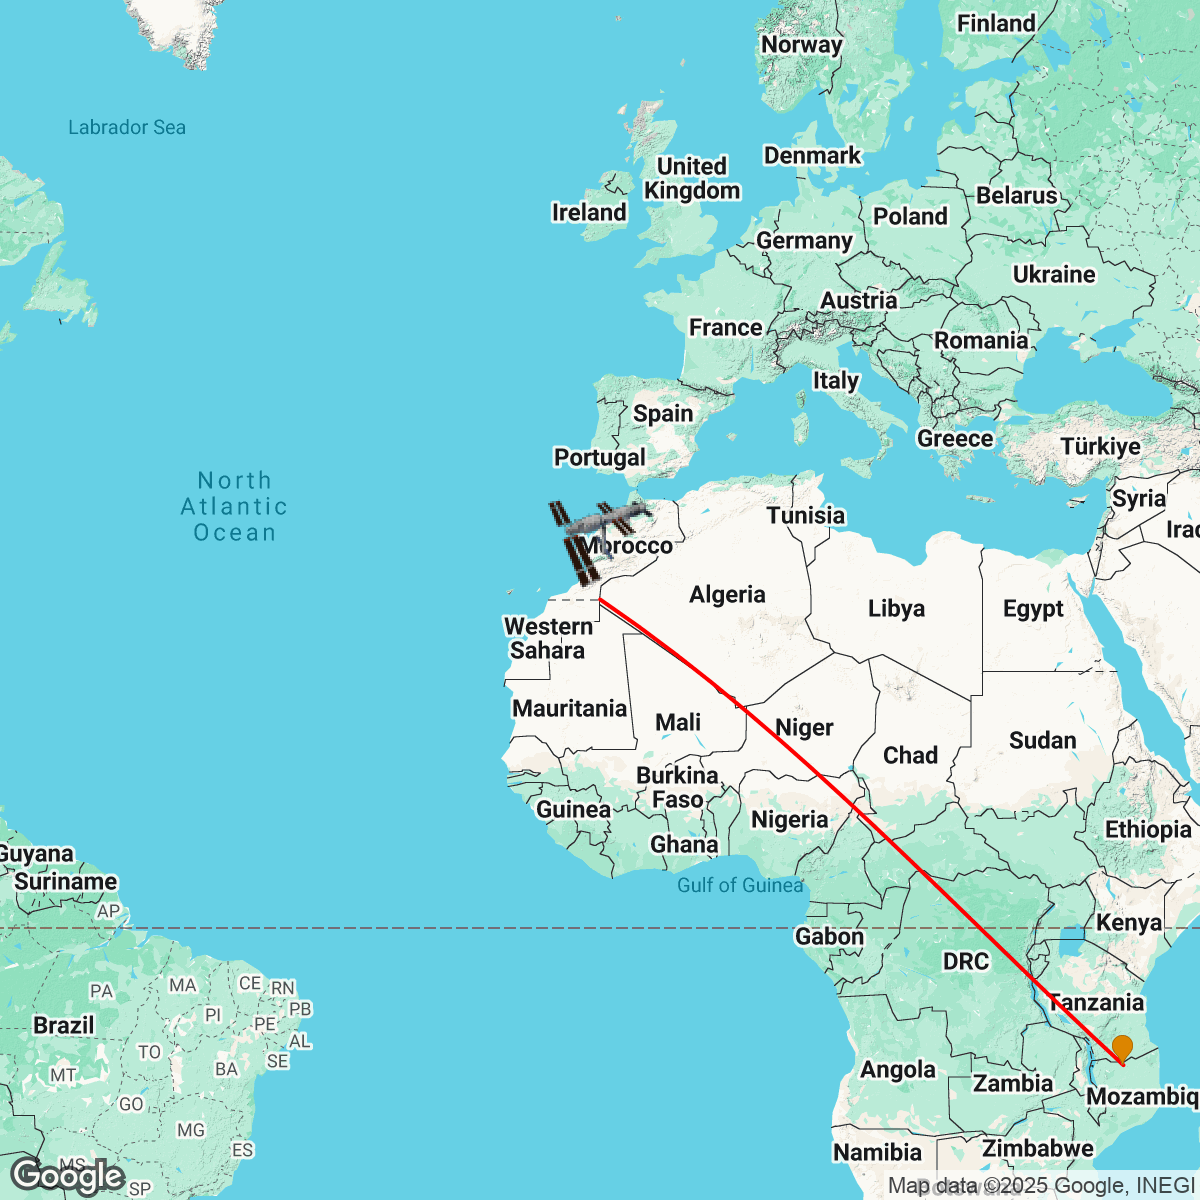 Finland
Norway
Labrador Sea
Denmark
United
Kingdom
Belarus
Ireland
Poland
Germany
Ukraine
Austria
France
Romania
Italy
Spain
Greece
Türkiye
Portugal
North
Atlantic
Ocean
Syria
Tunisia
Iraq
Morocco
Algeria
Libya
Egypt
Western
Sahara
Mauritania
Mali
Niger
Sudan
Chad
Burkina
Faso
Guinea
Nigeria
Ethiopia
Ghana
Guyana
Suriname
Gulf of Guinea
AP
Kenya
Gabon
DRC
PA
MA
CE
RN
Tanzania
PI
PB
Brazil
PE
AL
TO
SE
BA
MT
Angola
Zambia
Mozambiq
GO
MG
ES
Namibia
Zimbabwe
MS
Google
SP
Botswana
Map data ©2025 Google, INEGI